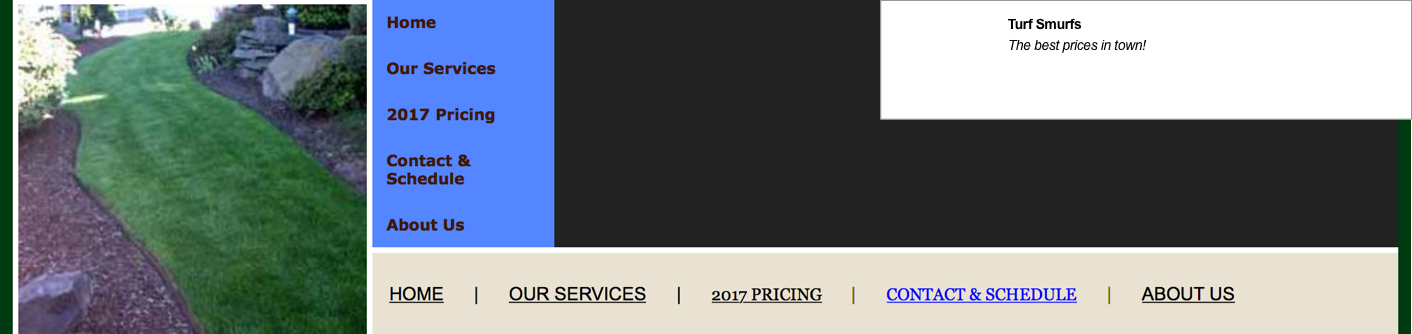 Home
Our Services
2017 Pricing
Contact &
Schedule
About Us
Turf Smurfs
The best prices in town!
HOME | OUR SERVICES | 2017 PRICING | CONTACT & SCHEDULE | ABOUT US